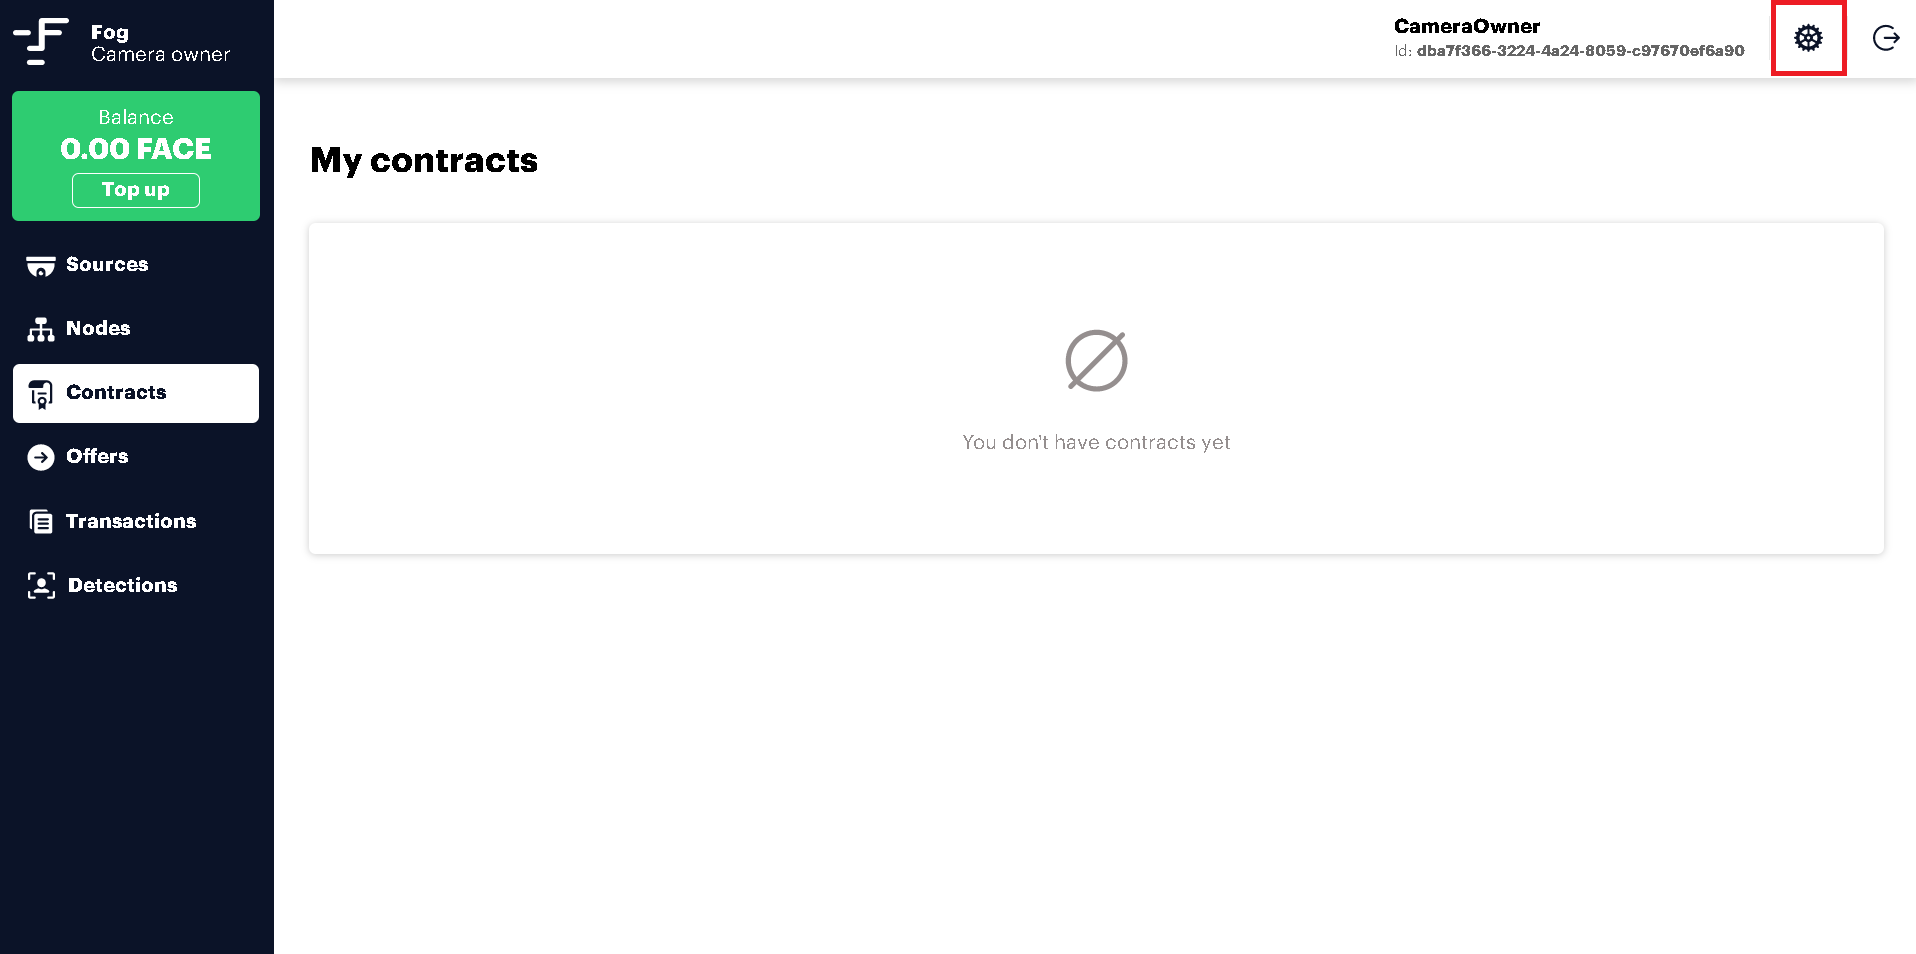 Fog
Camera owner
CameraOwner
Id: dba7f366-3224-4a24-8059-c97670ef6a90
Balance
0.00 FACE
Top up
Sources
Nodes
Contracts
Offers
Transactions
Detections
My contracts
You don't have contracts yet